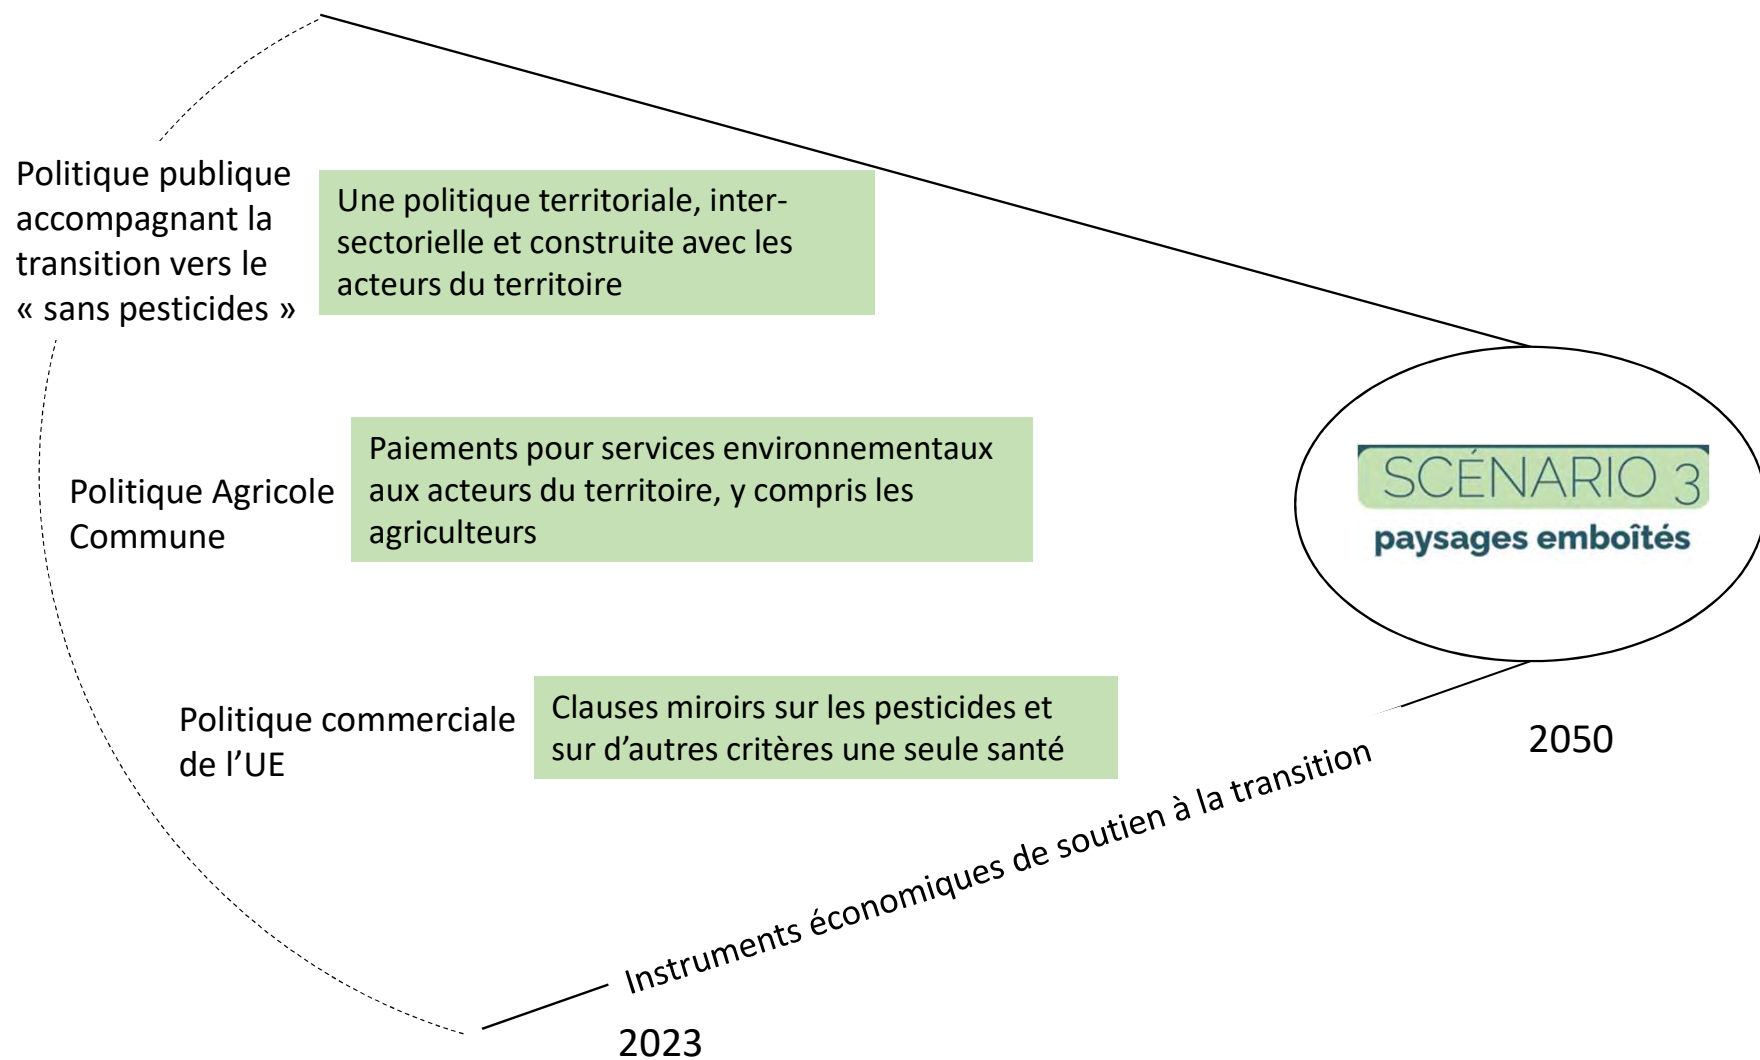 Politique publique
accompagnant la
transition vers le
« sans pesticides »
Une politique territoriale, inter-
sectorielle et construite avec les
acteurs du territoire
Politique Agricole
Commune
Paiements pour services environnementaux
aux acteurs du territoire, y compris les
agriculteurs
Politique commerciale
de l’UE
Clauses miroirs sur les pesticides et
sur d’autres critères une seule santé
SCÉNARIO 3
paysages emboîtés
Instruments économiques de soutien à la transition
2023
2050